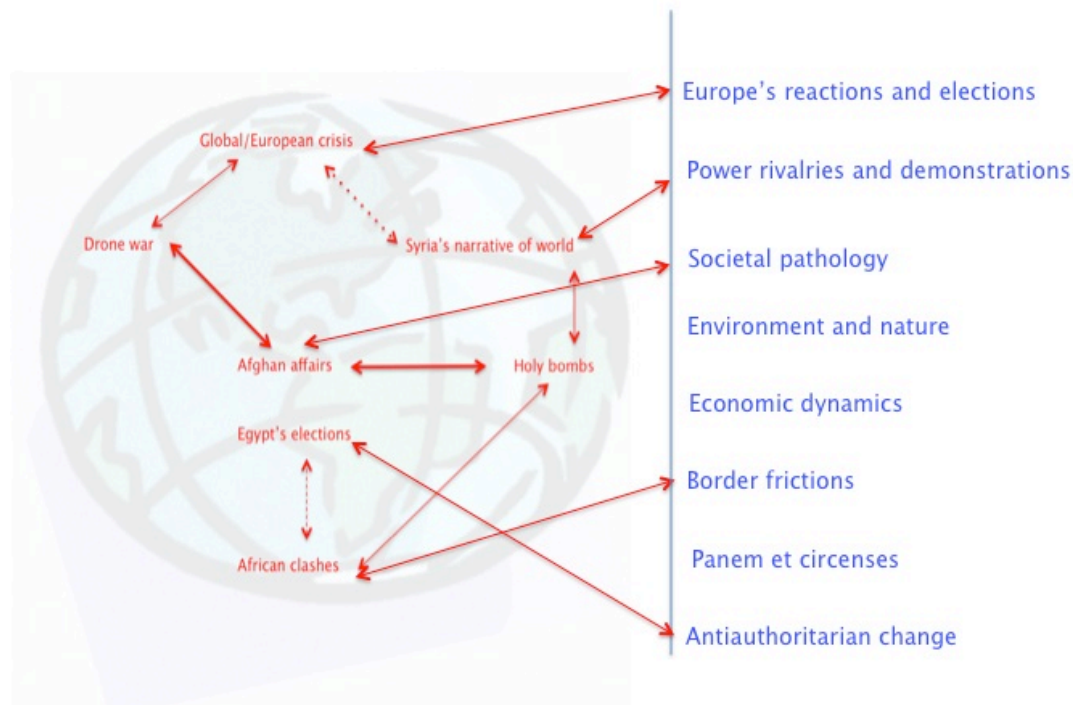 Global/European crisis
Drone war
Syria's narrative of world
Afghan affairs
Holy bombs
Egypt's elections
African clashes
Europe's reactions and elections
Power rivalries and demonstrations
Societal pathology
Environment and nature
Economic dynamics
Border frictions
Panem et circenses
Antiauthoritarian change